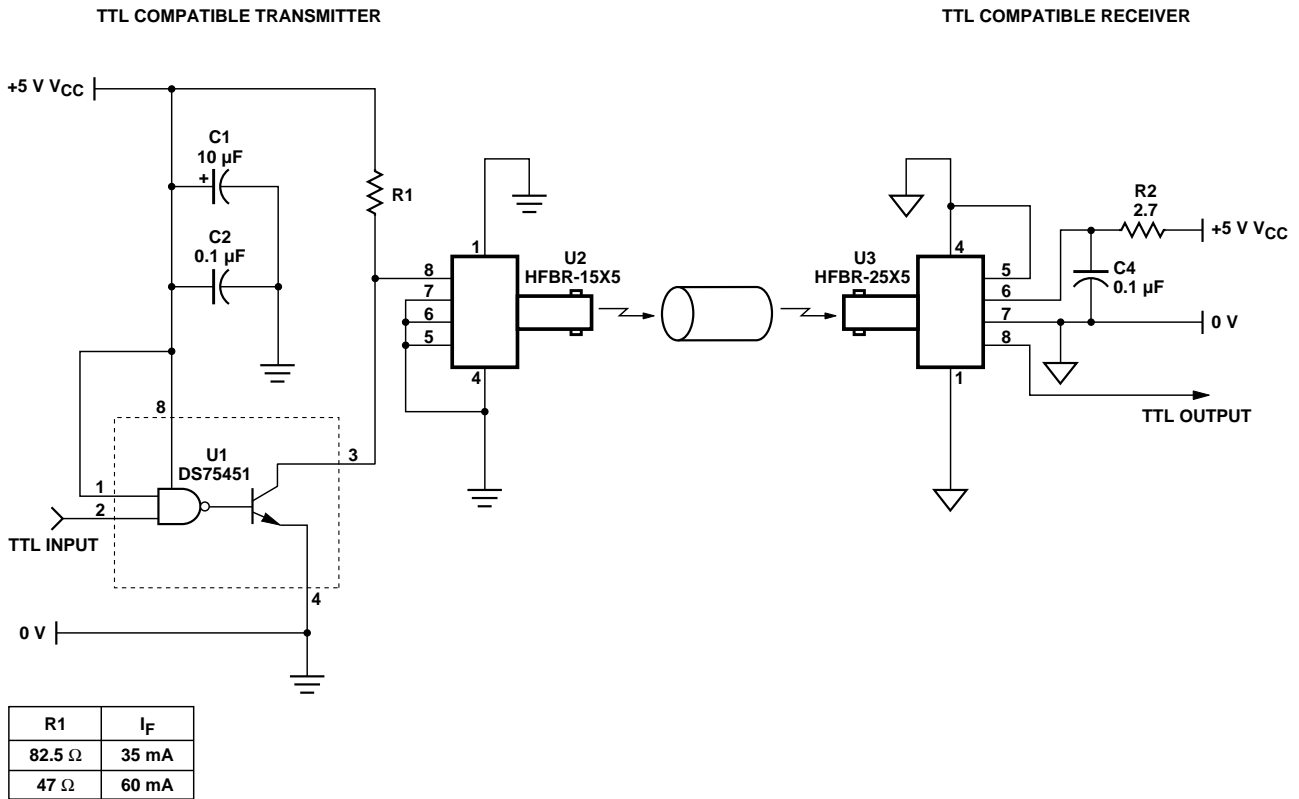 TTL COMPATIBLE TRANSMITTER
TTL COMPATIBLE RECEIVER
+5 V VCC
C1
10 µF
+
R1
C2
0.1 µF
1
8
7
6
5
4
U2
HFBR-15X5
U3
HFBR-25X5
4
5
6
7
8
1
R2
2.7
+5 V VCC
C4
0.1 µF
0 V
TTL OUTPUT
8
U1
DS75451
3
1
2
TTL INPUT
4
0 V
R1 IF
82.5 Ω 35 mA
47 Ω 60 mA